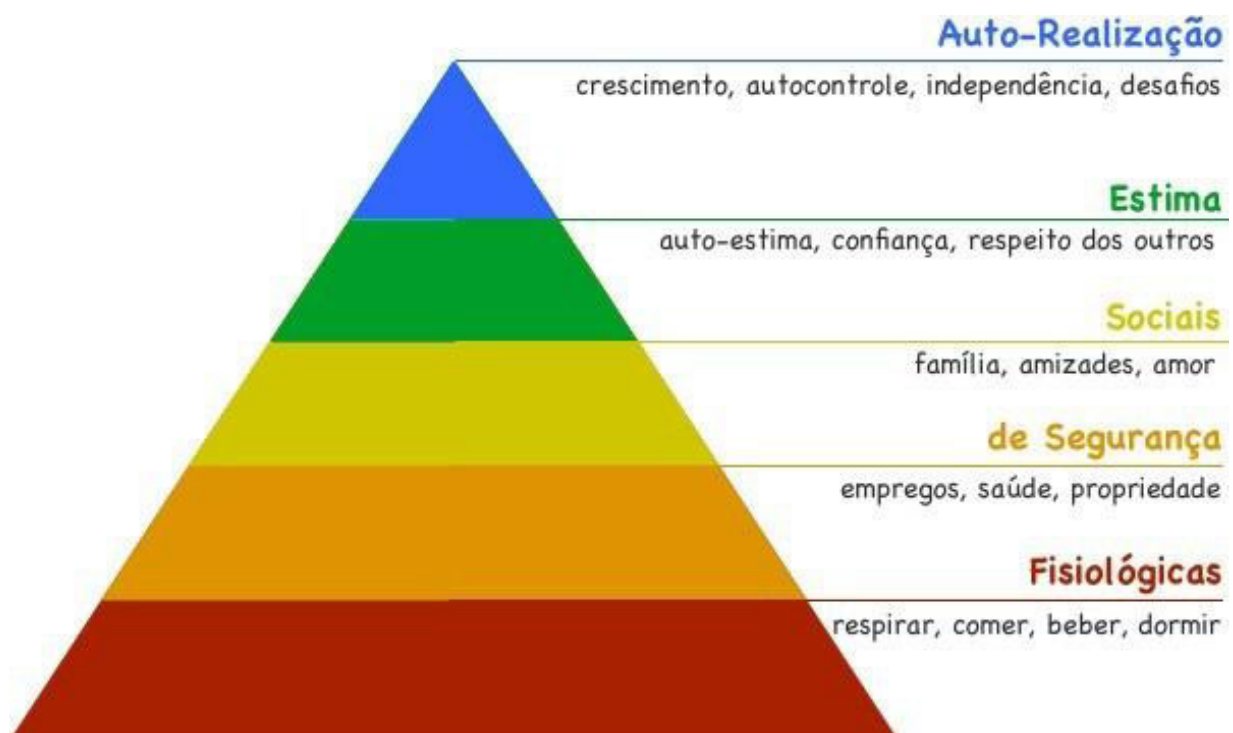 Auto-Realização
crescimento, autocontrole, independência, desafios
Estima
auto-estima, confiança, respeito dos outros
Sociais
família, amizades, amor
de Segurança
empregos, saúde, propriedade
Fisiológicas
respirar, comer, beber, dormir